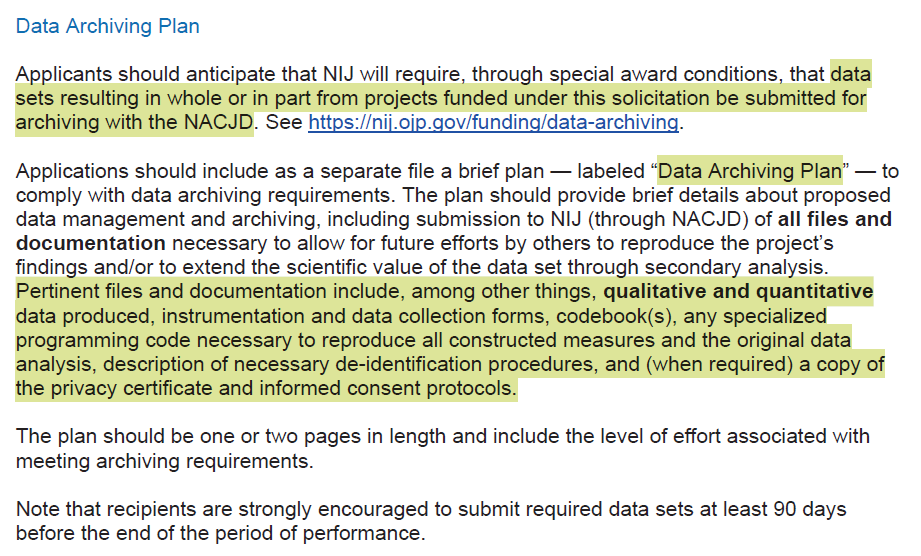 Data Archiving Plan
Applicants should anticipate that NIJ will require, through special award conditions, that data
sets resulting in whole or in part from projects funded under this solicitation be submitted for
archiving with the NACJD. See https://nij.ojp.gov/funding/data-archiving.
Applications should include as a separate file a brief plan — labeled “Data Archiving Plan” — to
comply with data archiving requirements. The plan should provide brief details about proposed
data management and archiving, including submission to NIJ (through NACJD) of all files and
documentation necessary to allow for future efforts by others to reproduce the project’s
findings and/or to extend the scientific value of the data set through secondary analysis.
Pertinent files and documentation include, among other things, qualitative and quantitative
data produced, instrumentation and data collection forms, codebook(s), any specialized
programming code necessary to reproduce all constructed measures and the original data
analysis, description of necessary de-identification procedures, and (when required) a copy of
the privacy certificate and informed consent protocols.
The plan should be one or two pages in length and include the level of effort associated with
meeting archiving requirements.
Note that recipients are strongly encouraged to submit required data sets at least 90 days
before the end of the period of performance.